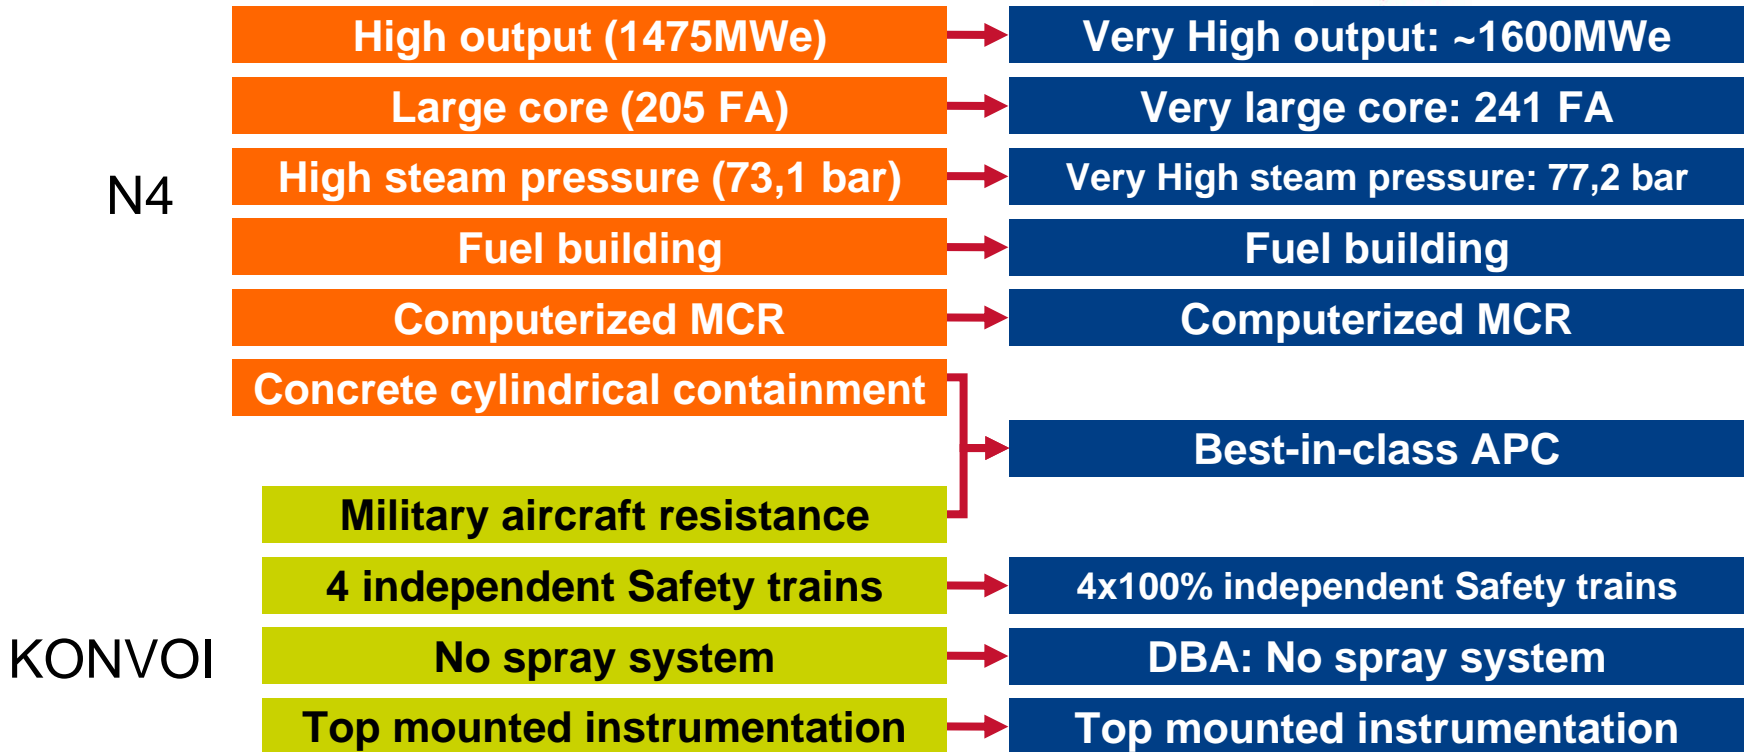 High output (1475MWe)
Very High output: ~1600MWe
Large core (205 FA)
Very large core: 241 FA
N4
High steam pressure (73,1 bar)
Very High steam pressure: 77,2 bar
Fuel building
Fuel building
Computerized MCR
Computerized MCR
Concrete cylindrical containment
Best-in-class APC
Military aircraft resistance
4 independent Safety trains
4x100% independent Safety trains
KONVOI
No spray system
DBA: No spray system
Top mounted instrumentation
Top mounted instrumentation